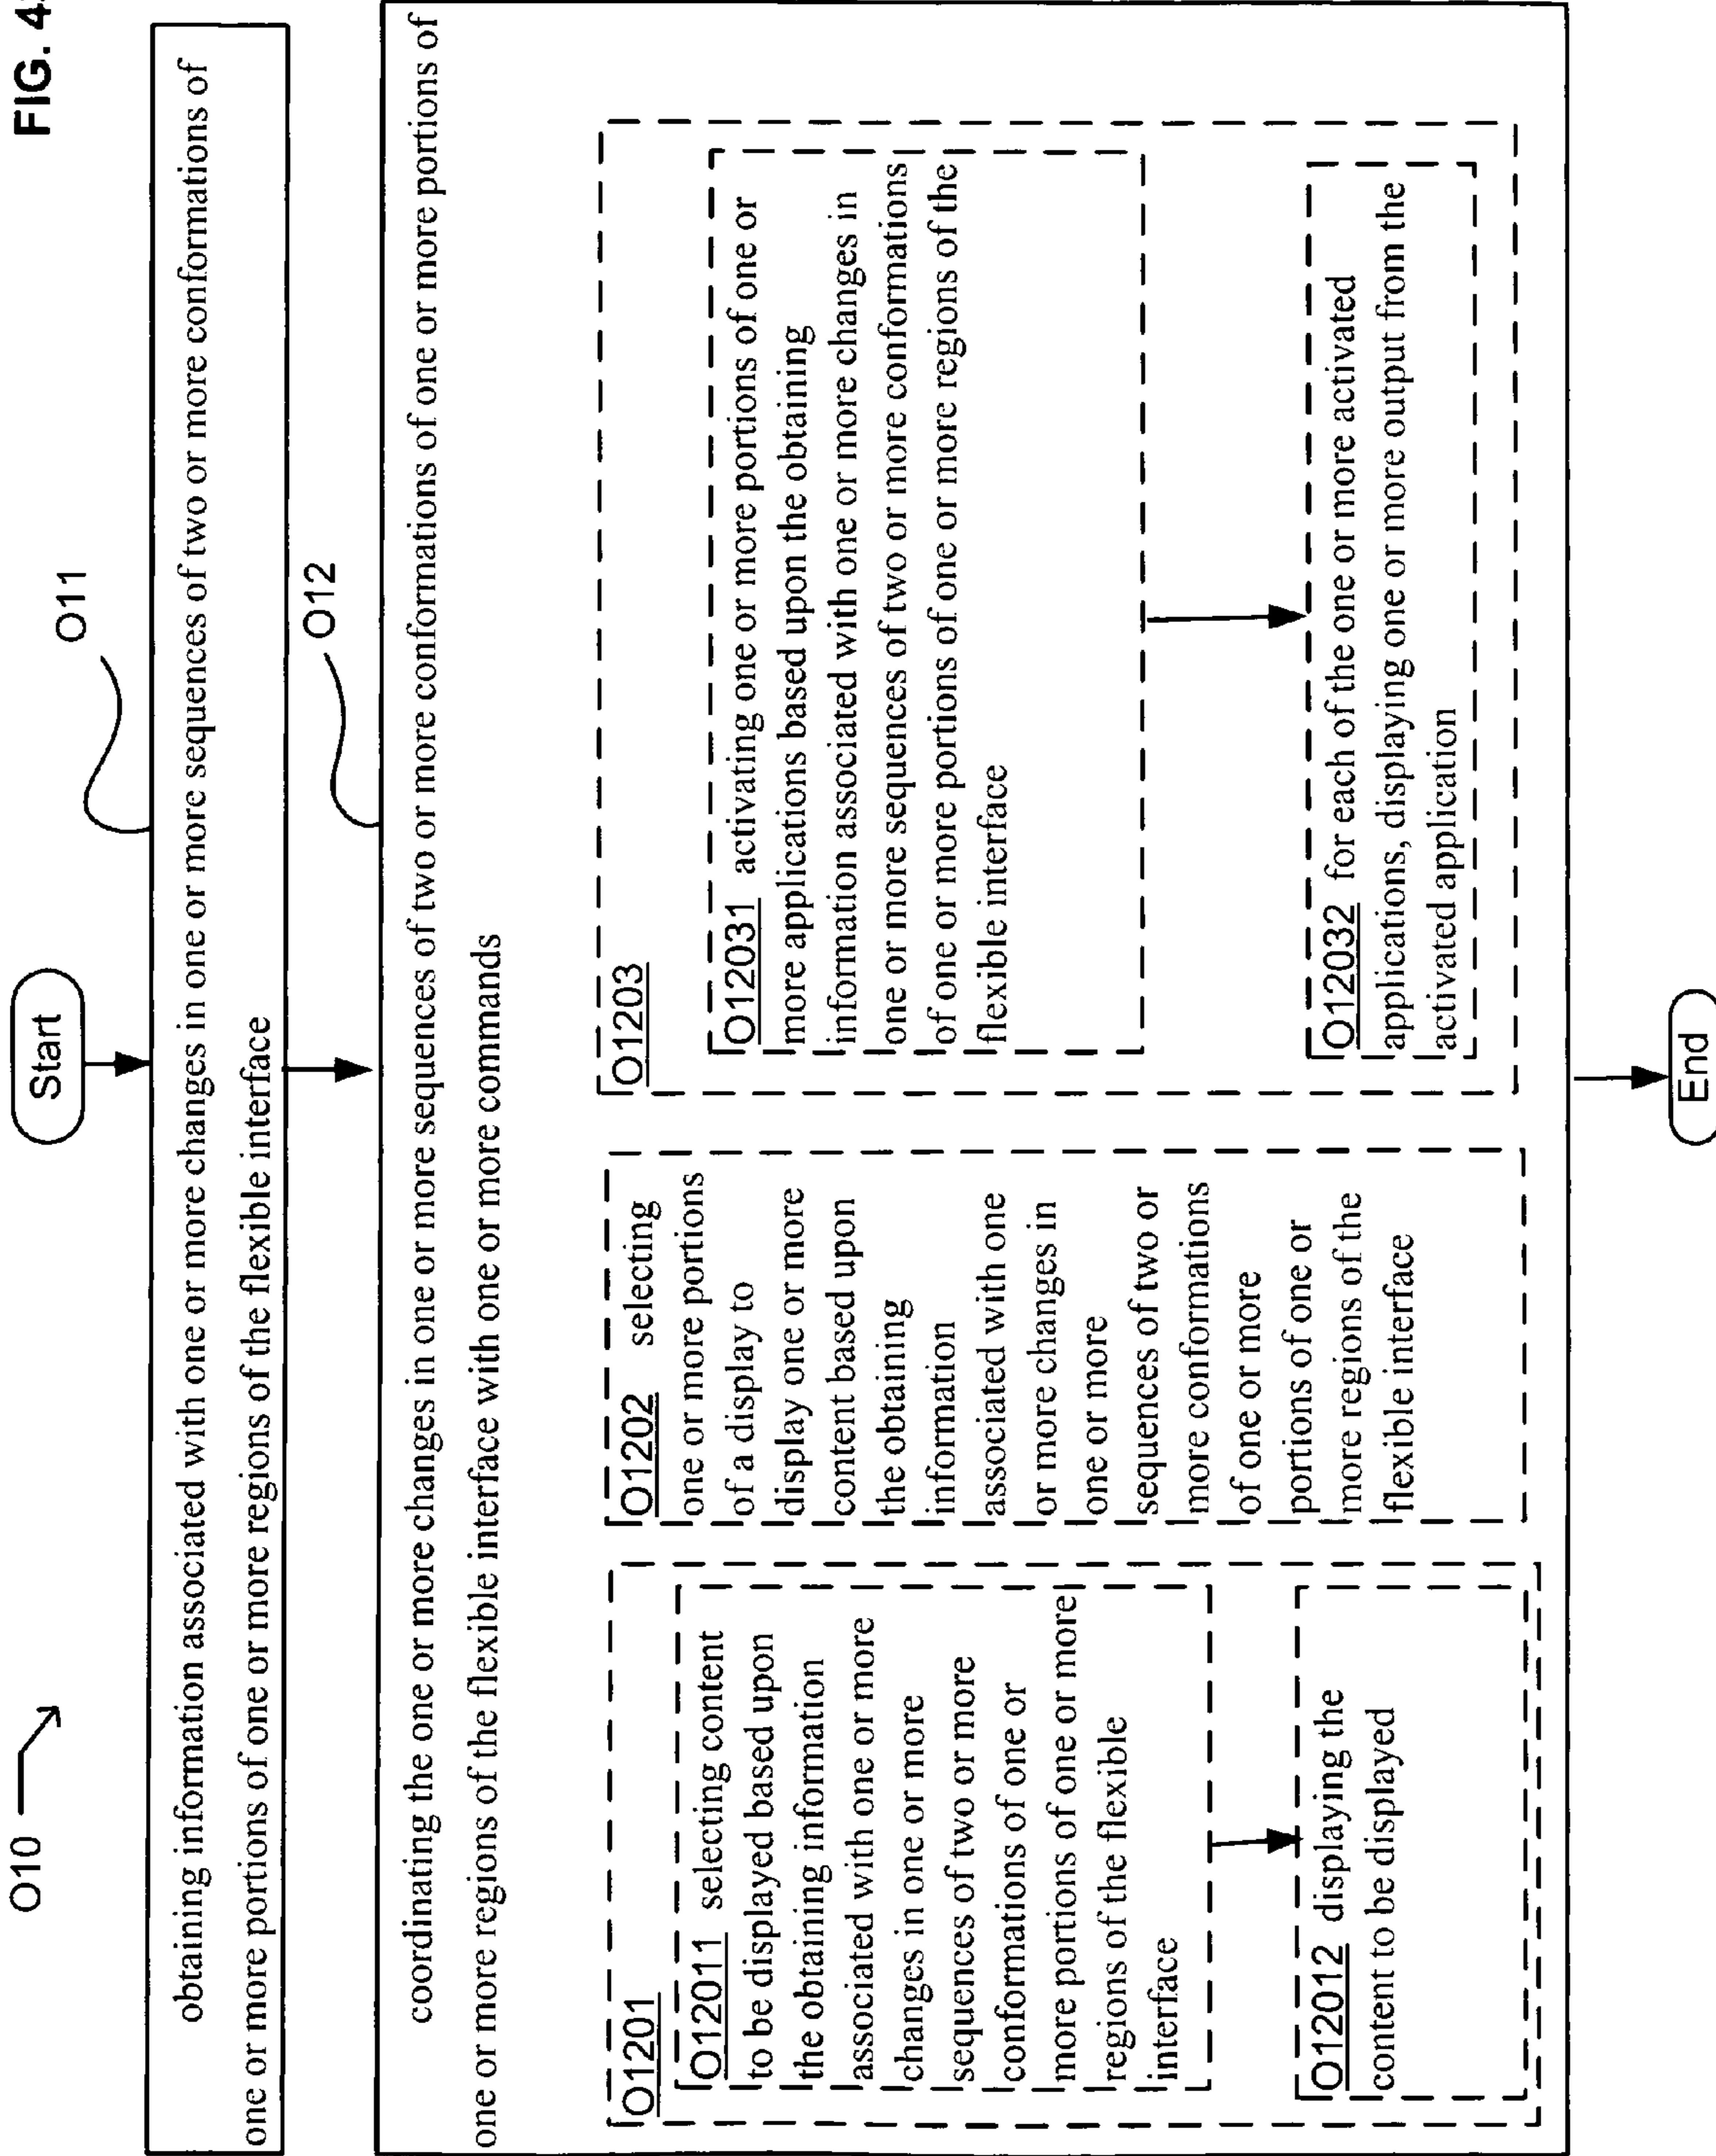 FIG. 4
O10
Start
O11
obtaining information associated with one or more changes in one or more sequences of two or more conformations of
one or more portions of one or more regions of the flexible interface
O12
coordinating the one or more changes in one or more sequences of two or more conformations of one or more portions of
one or more regions of the flexible interface with one or more commands
O1201
O12011 selecting content
to be displayed based upon
the obtaining information
associated with one or more
changes in one or more
sequences of two or more
conformations of one or
more portions of one or more
regions of the flexible
interface
O12012 displaying the
content to be displayed
O1202 selecting
one or more portions
of a display to
display one or more
content based upon
the obtaining
information
associated with one
or more changes in
one or more
sequences of two or
more conformations
of one or more
portions of one or
more regions of the
flexible interface
O1203
O12031 activating one or more portions of one or
more applications based upon the obtaining
information associated with one or more changes in
one or more sequences of two or more conformations
of one or more portions of one or more regions of the
flexible interface
O12032 for each of the one or more activated
applications, displaying one or more output from the
activated application
End